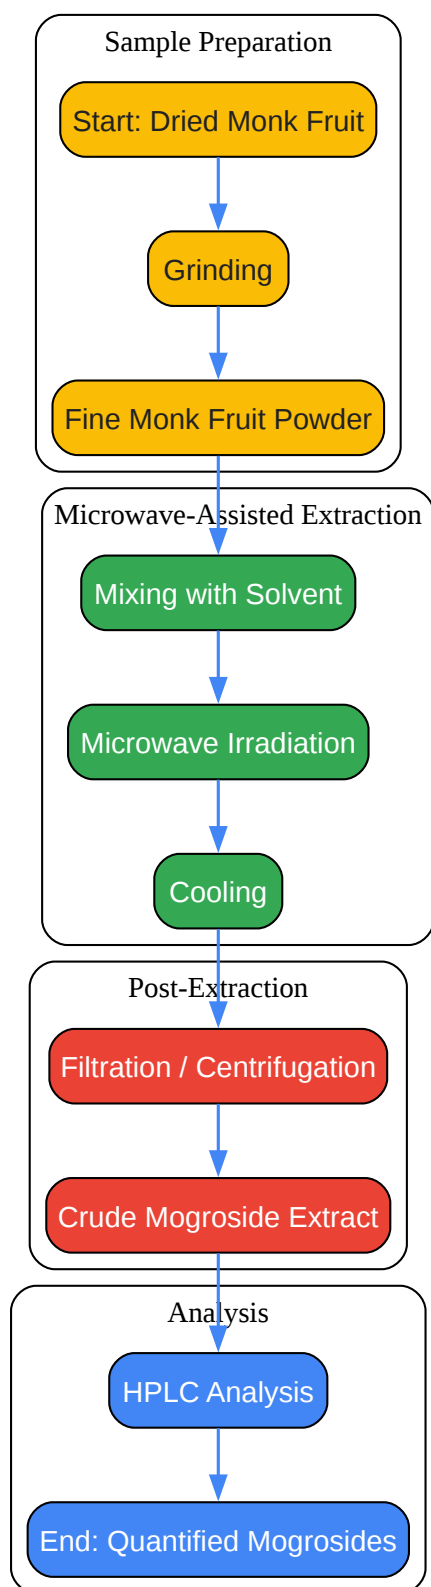 Sample Preparation
Start: Dried Monk Fruit
Grinding
Fine Monk Fruit Powder
Microwave-Assisted Extraction
Mixing with Solvent
Microwave Irradiation
Cooling
Post-Extraction
Filtration / Centrifugation
Crude Mogroside Extract
Analysis
HPLC Analysis
End: Quantified Mogrosides